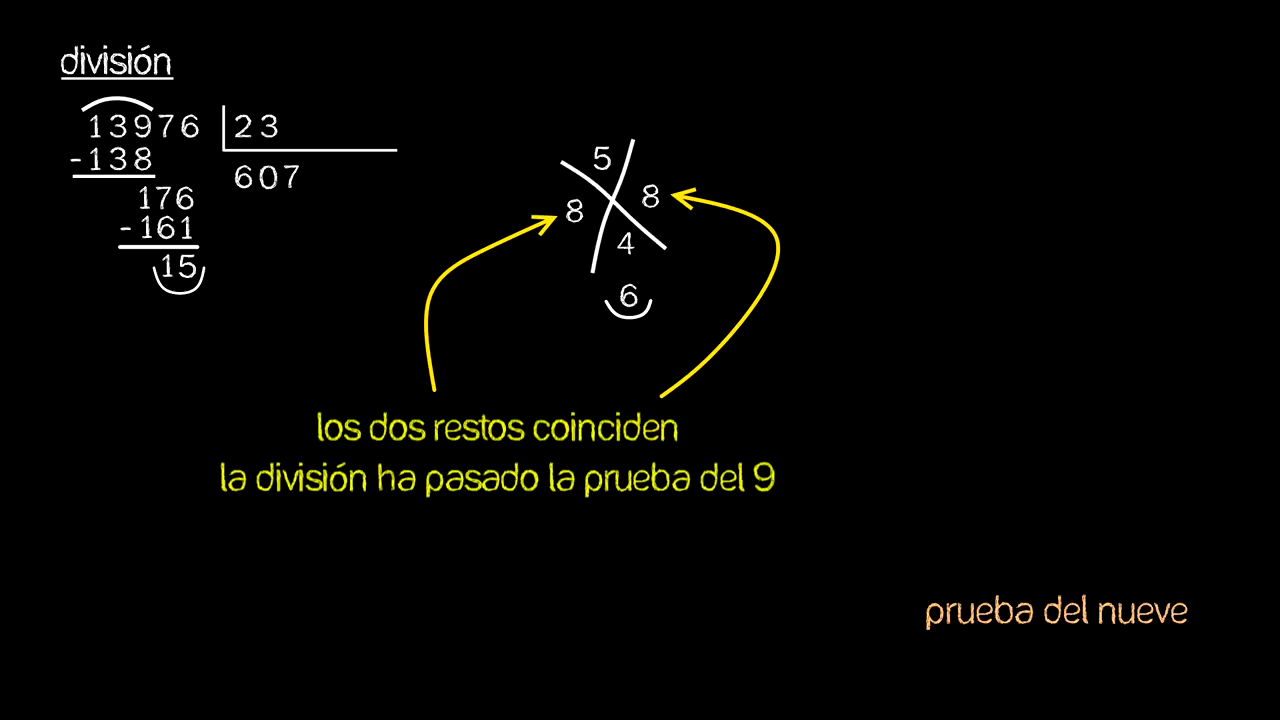 división
13976 23
-138 607
176
-161
15
5
8 8
4
6
los dos restos coinciden
la división ha pasado la prueba del 9
prueba del nueve